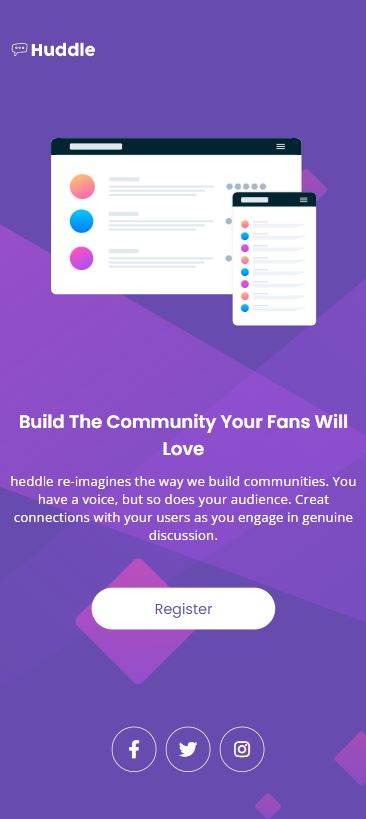 Huddle
Build The Community Your Fans Will
Love
heddle re-imagines the way we build communities. You
have a voice, but so does your audience. Creat
connections with your users as you engage in genuine
discussion.
Register